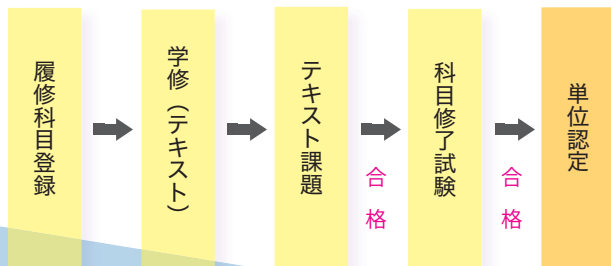 履修科目登録
学修（テキスト）
テキスト課題
合格
科目修了試験
合格
単位認定